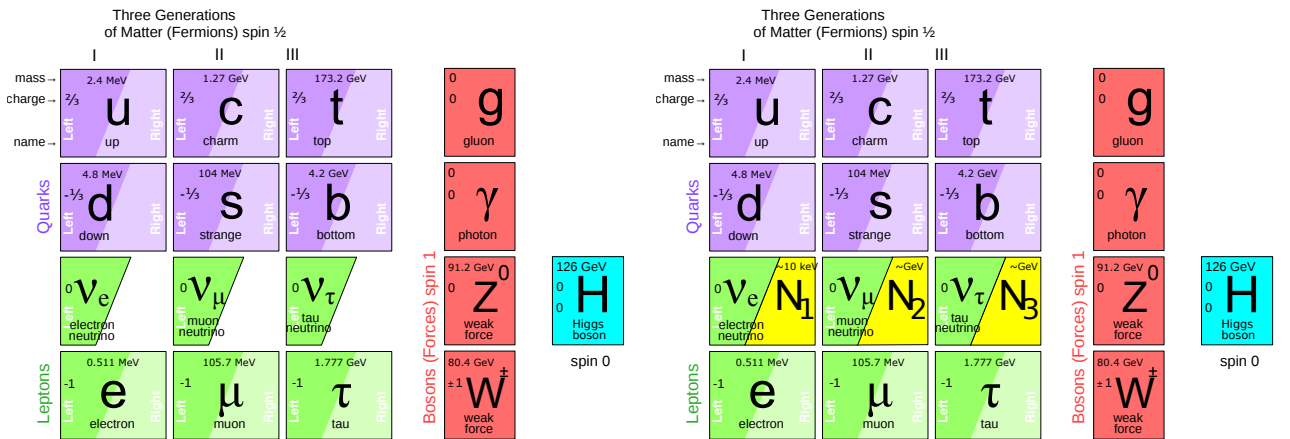 Three Generations
of Matter (Fermions) spin ½
I II III
mass→ 2.4 MeV 1.27 GeV 173.2 GeV
charge→ ⅔ u ⅔ c ⅔ t
Left Right Left Right Left Right
name→ up charm top
0
0 g
gluon
Quarks
4.8 MeV 104 MeV 4.2 GeV
-⅓ d -⅓ s -⅓ b
Left Right Left Right Left Right
down strange bottom
0
0 γ
photon
0 νe 0 νμ 0 ντ
Left Left Left
electron neutrino muon neutrino tau neutrino
Bosons (Forces) spin 1
91.2 GeV
0 Z0
weak
force
126 GeV
0
0 H
Higgs
boson
spin 0
Leptons
0.511 MeV 105.7 MeV 1.777 GeV
-1 e -1 μ -1 τ
Left Right Left Right Left Right
electron muon tau
80.4 GeV
±1 W±
weak
force
Three Generations
of Matter (Fermions) spin ½
I II III
mass→ 2.4 MeV 1.27 GeV 173.2 GeV
charge→ ⅔ u ⅔ c ⅔ t
Left Right Left Right Left Right
name→ up charm top
0
0 g
gluon
Quarks
4.8 MeV 104 MeV 4.2 GeV
-⅓ d -⅓ s -⅓ b
Left Right Left Right Left Right
down strange bottom
0
0 γ
photon
~10 keV ~GeV ~GeV
0 νe N1 0 νμ N2 0 ντ N3
Left Left Left
electron neutrino muon neutrino tau neutrino
Bosons (Forces) spin 1
91.2 GeV
0 Z0
weak
force
126 GeV
0
0 H
Higgs
boson
spin 0
Leptons
0.511 MeV 105.7 MeV 1.777 GeV
-1 e -1 μ -1 τ
Left Right Left Right Left Right
electron muon tau
80.4 GeV
±1 W±
weak
force